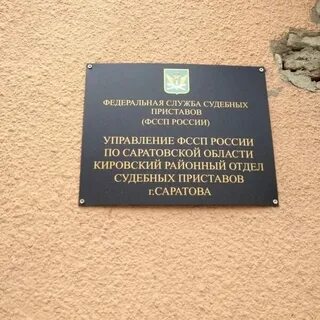 ФЕДЕРАЛЬНАЯ СЛУЖБА СУДЕБНЫХ
ПРИСТАВОВ
(ФССП РОССИИ)
УПРАВЛЕНИЕ ФССП РОССИИ
ПО САРАТОВСКОЙ ОБЛАСТИ
КИРОВСКИЙ РАЙОННЫЙ ОТДЕЛ
СУДЕБНЫХ ПРИСТАВОВ
г.САРАТОВА